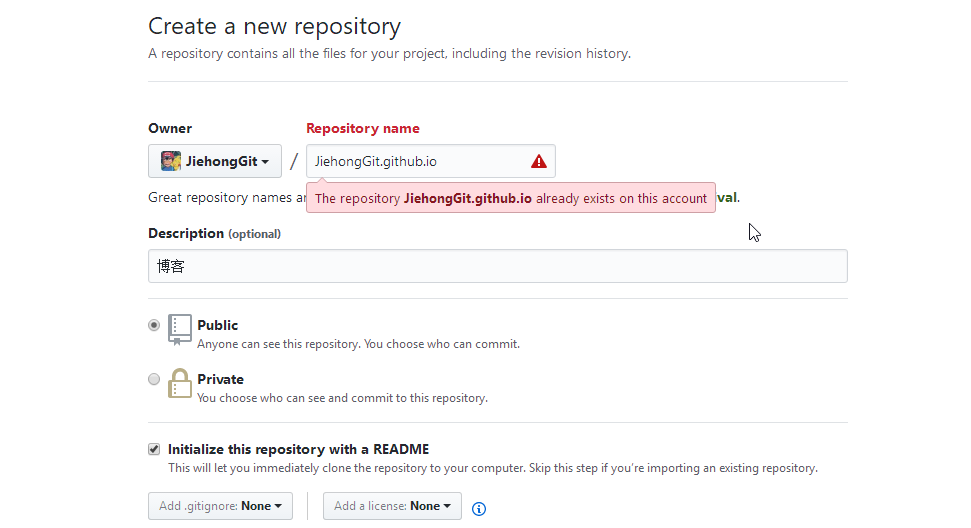 Create a new repository
A repository contains all the files for your project, including the revision history.
Owner
Repository name
JiehongGit
/
JiehongGit.github.io
The repository JiehongGit.github.io already exists on this account
Great repository names a
val.
Description (optional)
博客
Public
Anyone can see this repository. You choose who can commit.
Private
You choose who can see and commit to this repository.
Initialize this repository with a README
This will let you immediately clone the repository to your computer. Skip this step if you’re importing an existing repository.
Add .gitignore: None
Add a license: None